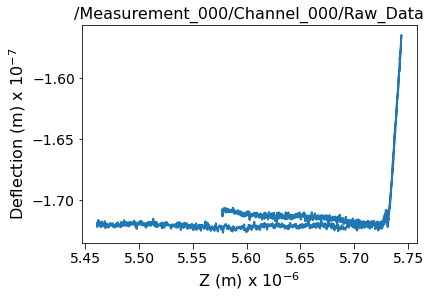 /Measurement_000/Channel_000/Raw_Data
−1.60
−1.65
−1.70
Deflection (m) x 10⁻⁷
5.45 5.50 5.55 5.60 5.65 5.70 5.75
Z (m) x 10⁻⁶